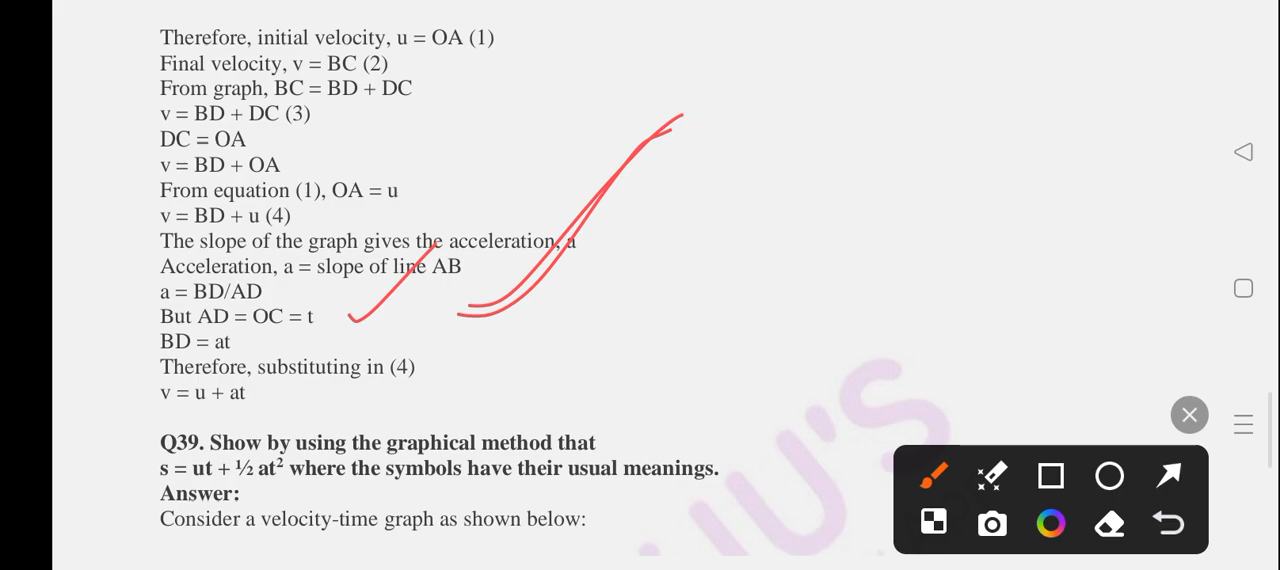 Therefore, initial velocity, u = OA (1)
Final velocity, v = BC (2)
From graph, BC = BD + DC
v = BD + DC (3)
DC = OA
v = BD + OA
From equation (1), OA = u
v = BD + u (4)
The slope of the graph gives the acceleration, a
Acceleration, a = slope of line AB
a = BD/AD
But AD = OC = t
BD = at
Therefore, substituting in (4)
v = u + at
Q39. Show by using the graphical method that
s = ut + ½ at² where the symbols have their usual meanings.
Answer:
Consider a velocity-time graph as shown below: